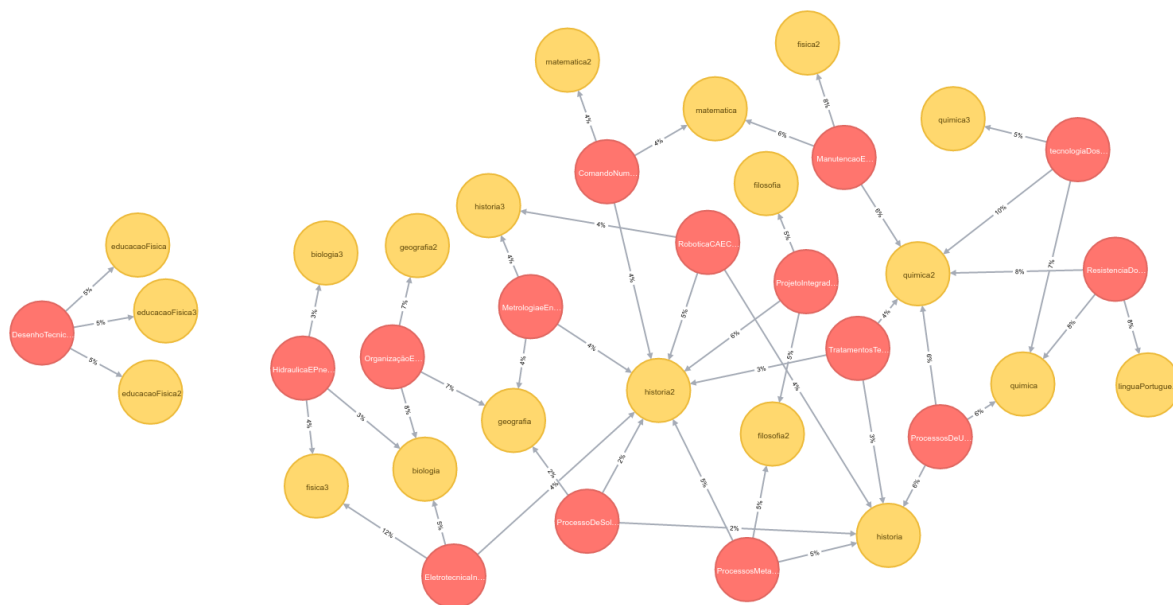 fisica2
matematica2
matematica
quimica3
8%
4%
4%
6%
5%
ManutencaoE...
tecnologiaDos...
ComandoNum...
filosofia
historia3
4%
10%
8%
RoboticaCAEC...
educacaoFisica
biologia3
geografia2
4%
5%
4%
7%
quimica2
8%
ResistenciaDo...
5%
7%
ProjetoIntegrad...
3%
educacaoFisica3
MetrologiaeEn...
5%
4%
8%
8%
DesenhoTecnic...
5%
6%
6%
TratamentosTe...
4%
4%
5%
HidraulicaEPne...
OrganizaçãoE...
3%
educacaoFisica2
7%
historia2
4%
quimica
linguaPortugue...
8%
3%
geografia
filosofia2
3%
6%
ProcessosDeU...
4%
2%
2%
biologia
6%
fisica3
4%
5%
5%
5%
12%
ProcessoDeSol...
2%
historia
5%
EletrotecnicaIn...
ProcessosMeta...